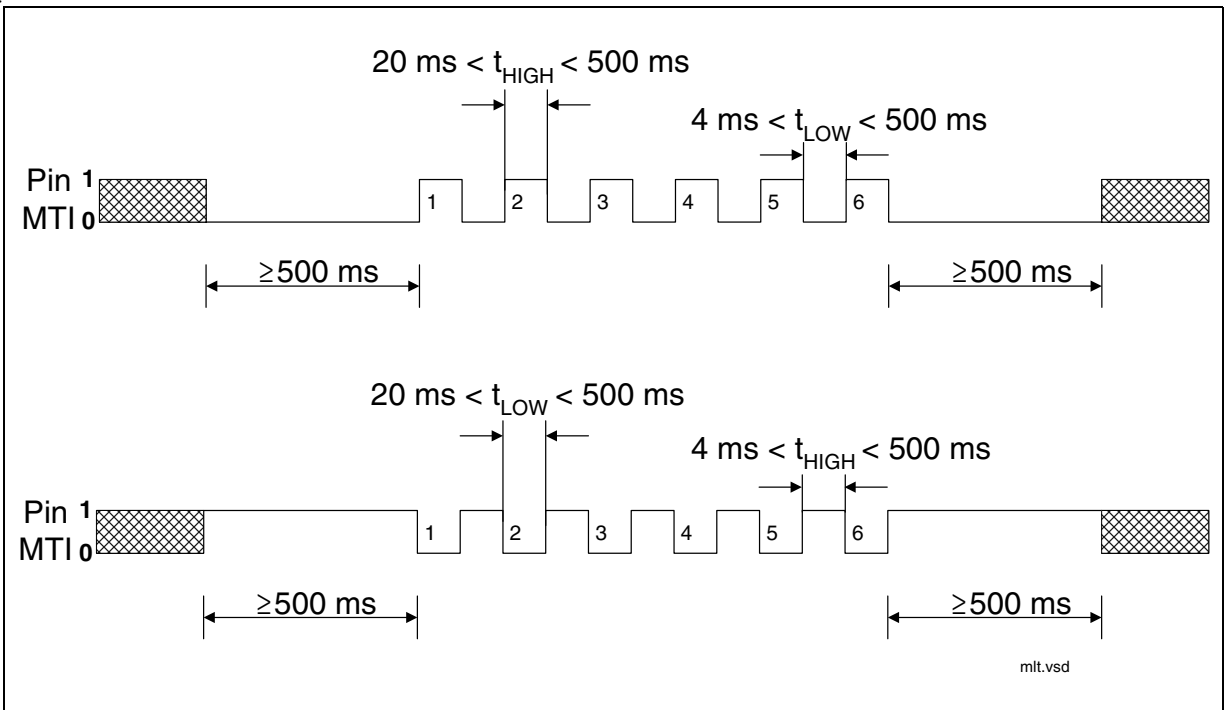 20 ms < tHIGH < 500 ms
4 ms < tLOW < 500 ms
Pin 1
MTI 0
1 2 3 4 5 6
≥500 ms ≥500 ms
20 ms < tLOW < 500 ms
4 ms < tHIGH < 500 ms
Pin 1
MTI 0
1 2 3 4 5 6
≥500 ms ≥500 ms
mlt.vsd